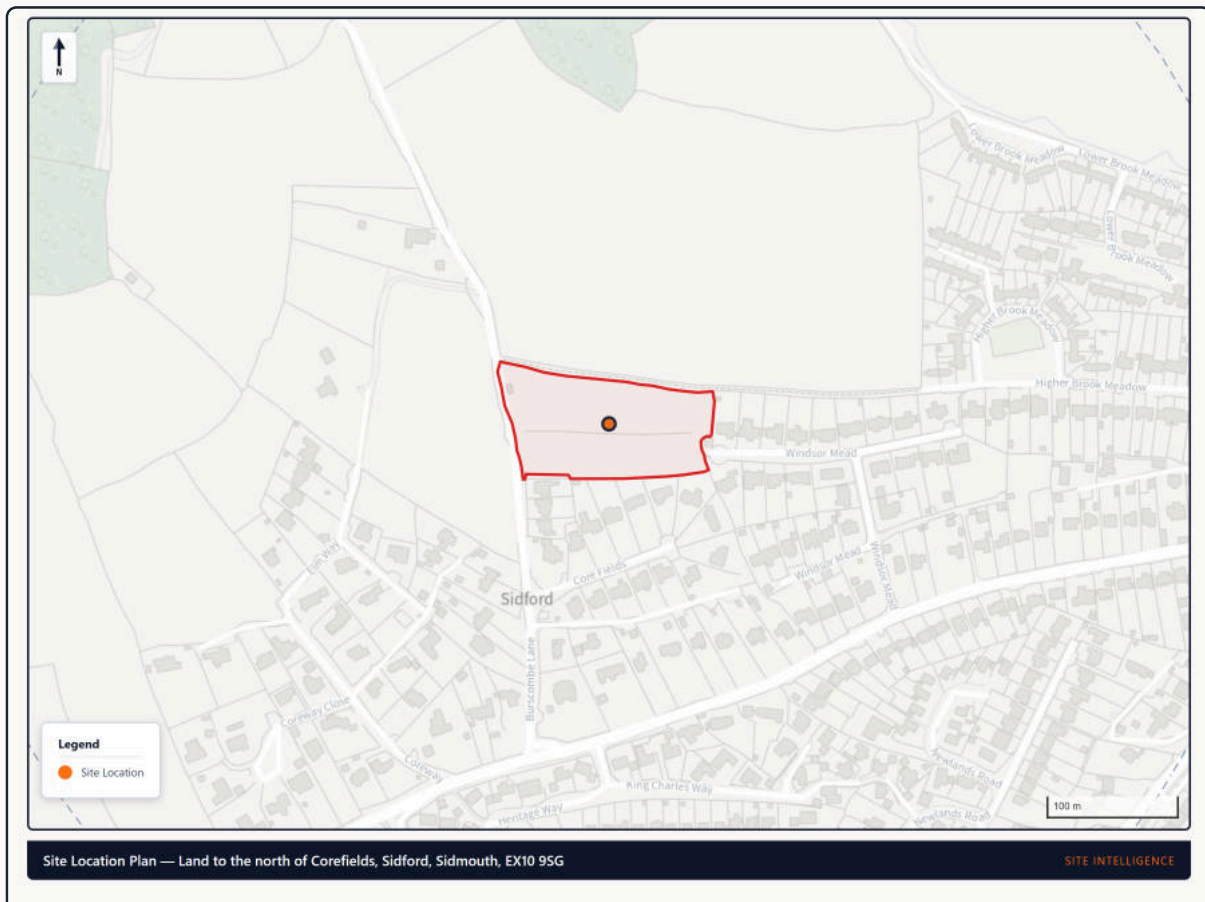 N
Lower Brook Meadow
Lower Brook Meadow
Lower Brook Meadow
Higher Brook Meadow
Higher Brook Meadow
Windsor Mead
Elm Way
Core Fields
Windsor Mead
Windsor Mead
Sidford
Burscombe Lane
Coreway Close
Coreway
King Charles Way
Heritage Way
Newlands Road
Newlands Road
Legend
Site Location
100 m
Site Location Plan — Land to the north of Corefields, Sidford, Sidmouth, EX10 9SG
SITE INTELLIGENCE